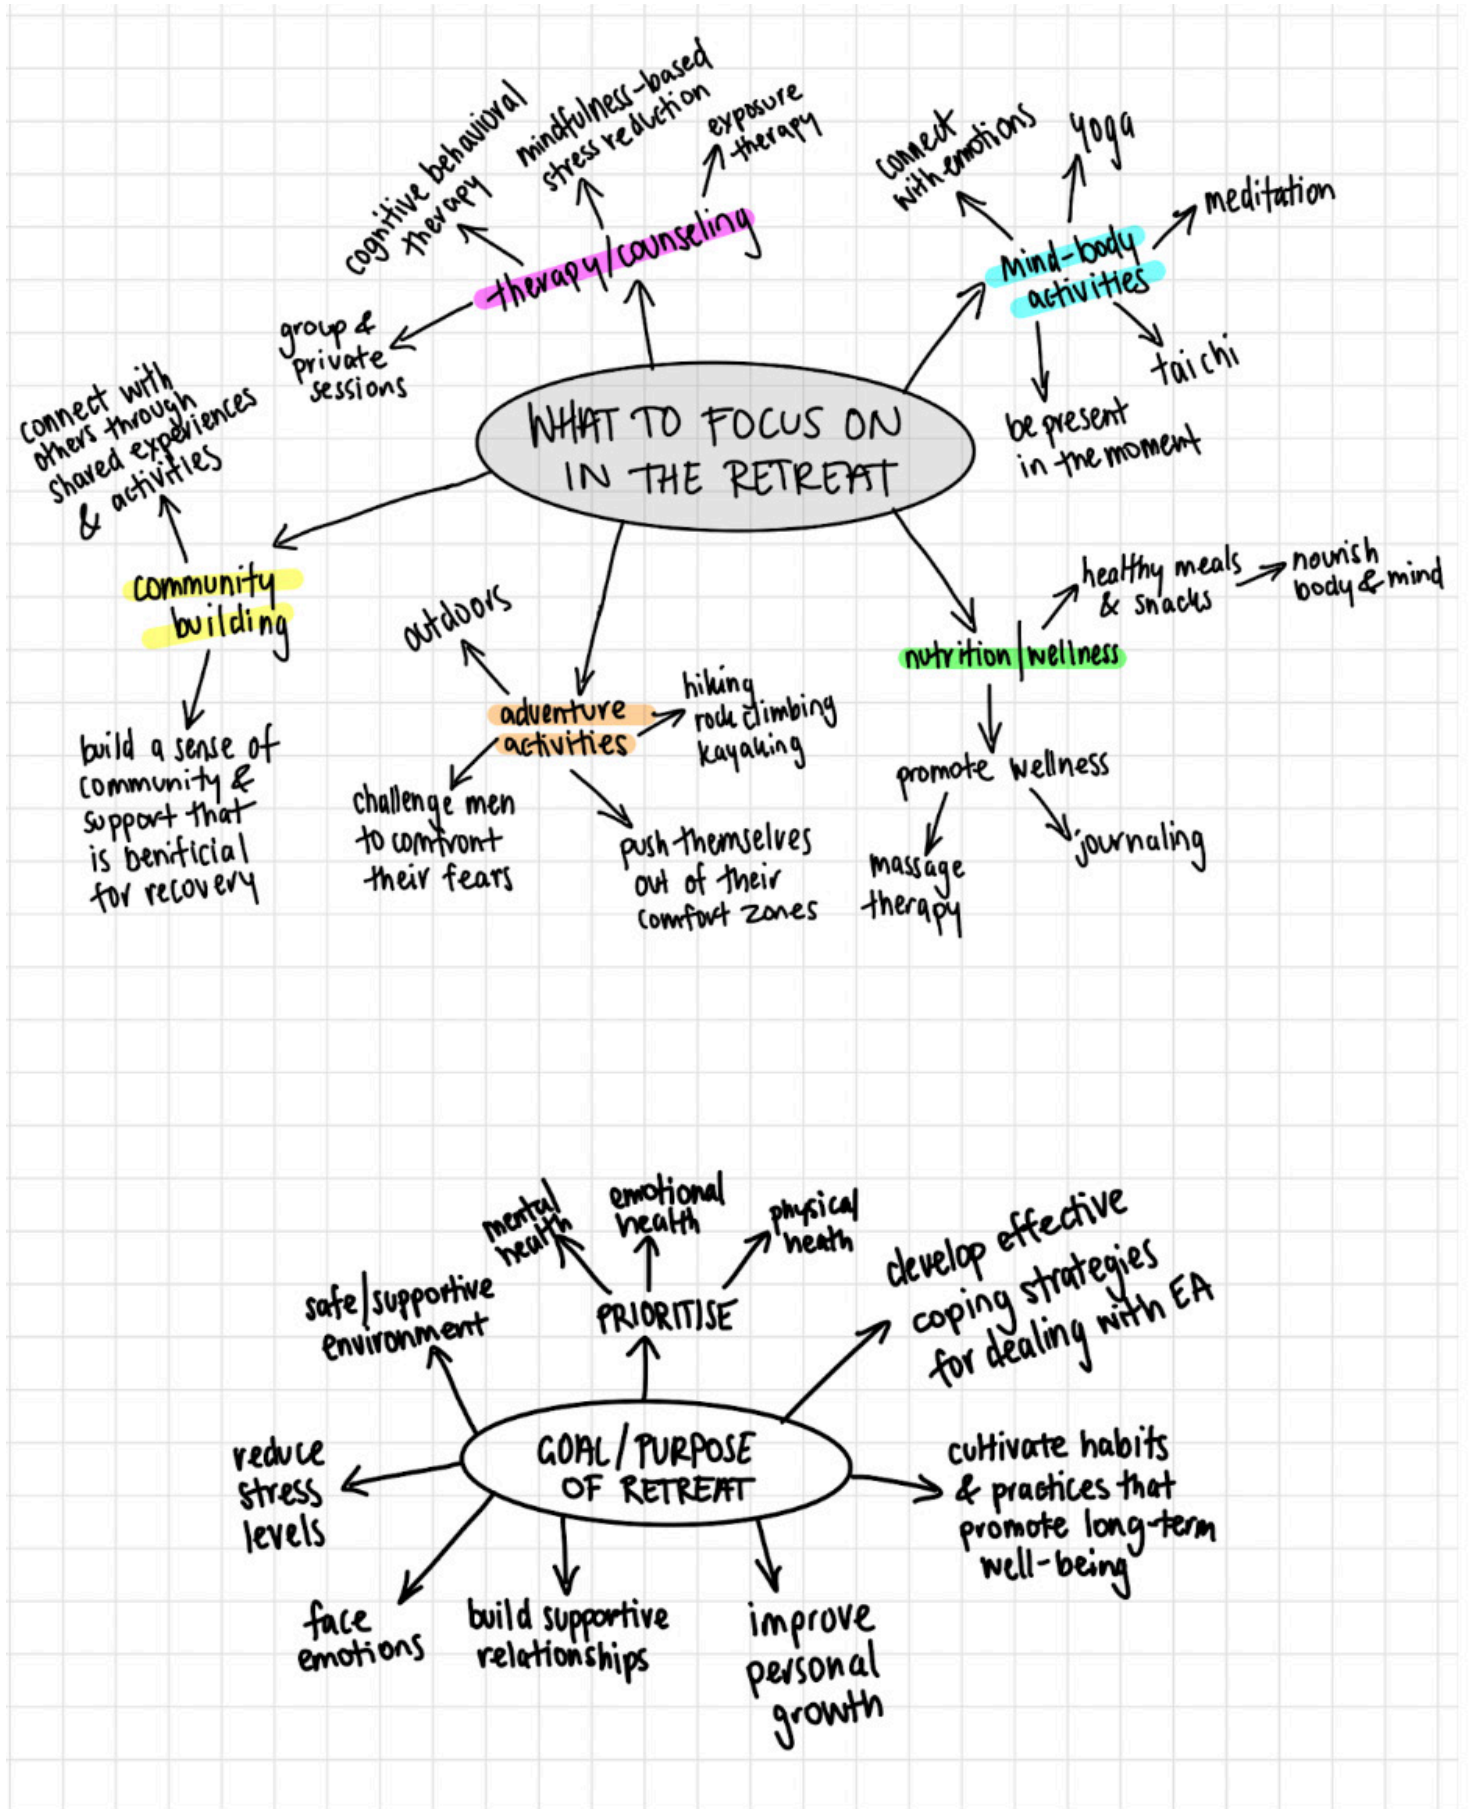 cognitive behavioral
therapy
mindfulness-based
stress reduction
exposure
therapy
therapy/counseling
group &
private
sessions
connect
with emotions
yoga
meditation
Mind-body
activities
taichi
be present
in the moment
WHAT TO FOCUS ON
IN THE RETREAT
connect with
others through
shared experiences
& activities
community
building
build a sense of
community &
support that
is benificial
for recovery
outdoors
adventure
activities
hiking
rock climbing
kayaking
challenge men
to confront
their fears
push themselves
out of their
comfort zones
healthy meals
& snacks
nourish
body & mind
nutrition/wellness
promote wellness
massage
therapy
journaling
mental
health
emotional
health
physical
heath
PRIORITISE
safe/supportive
environment
develop effective
coping strategies
for dealing with EA
GOAL/PURPOSE
OF RETREAT
reduce
stress
levels
cultivate habits
& practices that
promote long-term
well-being
face
emotions
build supportive
relationships
improve
personal
growth